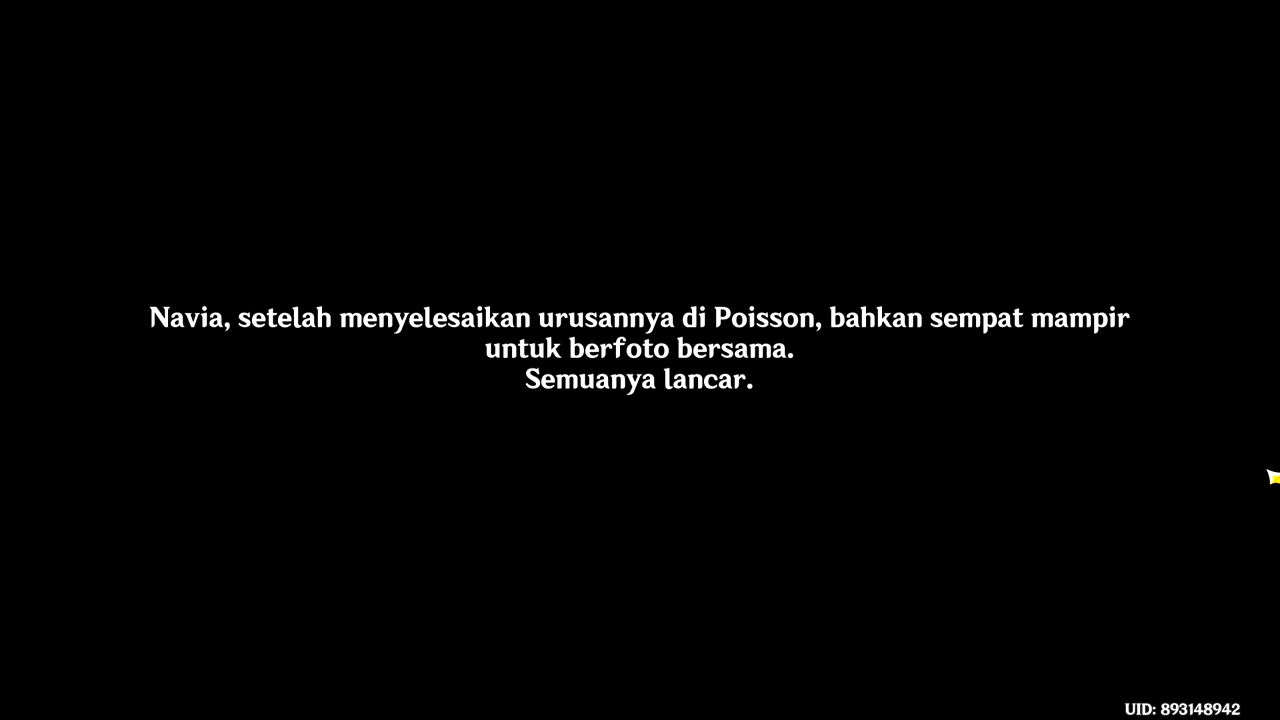 Navia, setelah menyelesaikan urusannya di Poisson, bahkan sempat mampir
untuk berfoto bersama.
Semuanya lancar.
UID: 893148942